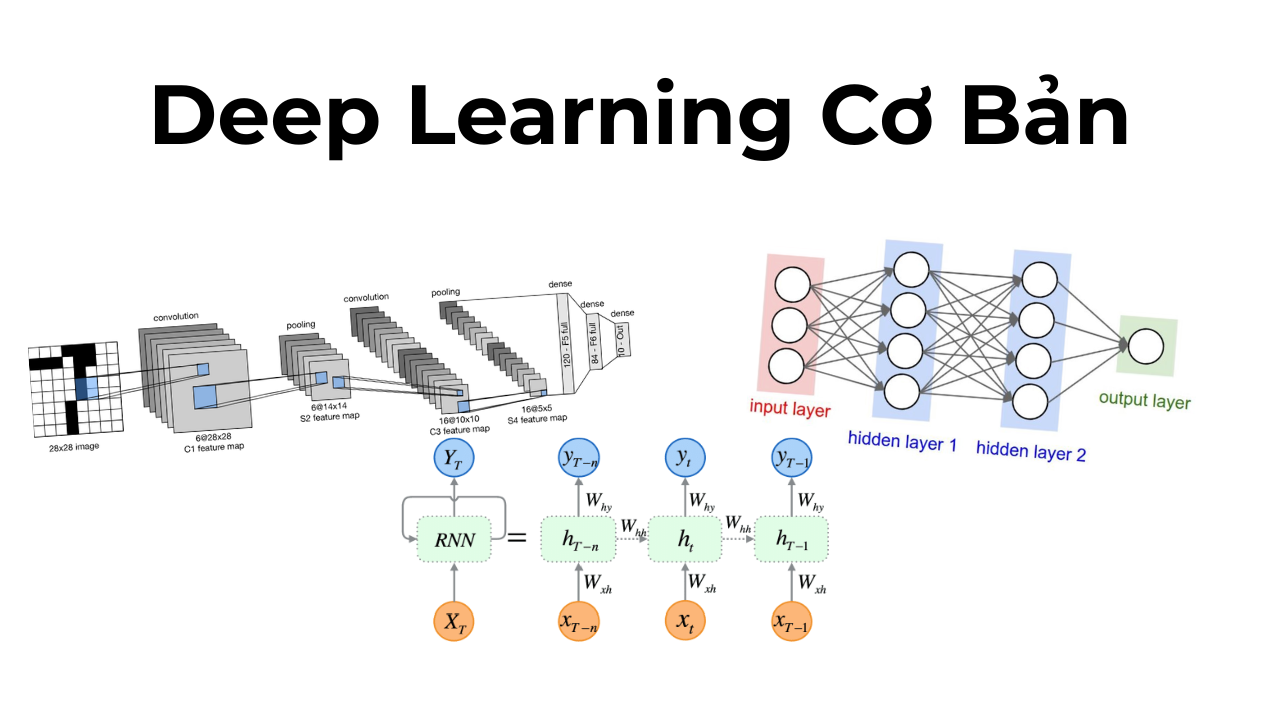 Deep Learning Cơ Bản
convolution
pooling
convolution
pooling
dense
dense
dense
28x28 image
6@28x28
C1 feature map
6@14x14
S2 feature map
16@10x10
C3 feature map
16@5x5
S4 feature map
120 - F5 full
84 - F6 full
10 - Out
input layer
hidden layer 1
hidden layer 2
output layer
Y_T
y_{T-n}
y_t
y_{T-1}
W_{hy}
W_{hy}
W_{hy}
RNN
=
h_{T-n}
W_{hh}
h_t
W_{hh}
h_{T-1}
W_{xh}
W_{xh}
W_{xh}
X_T
x_{T-n}
x_t
x_{T-1}